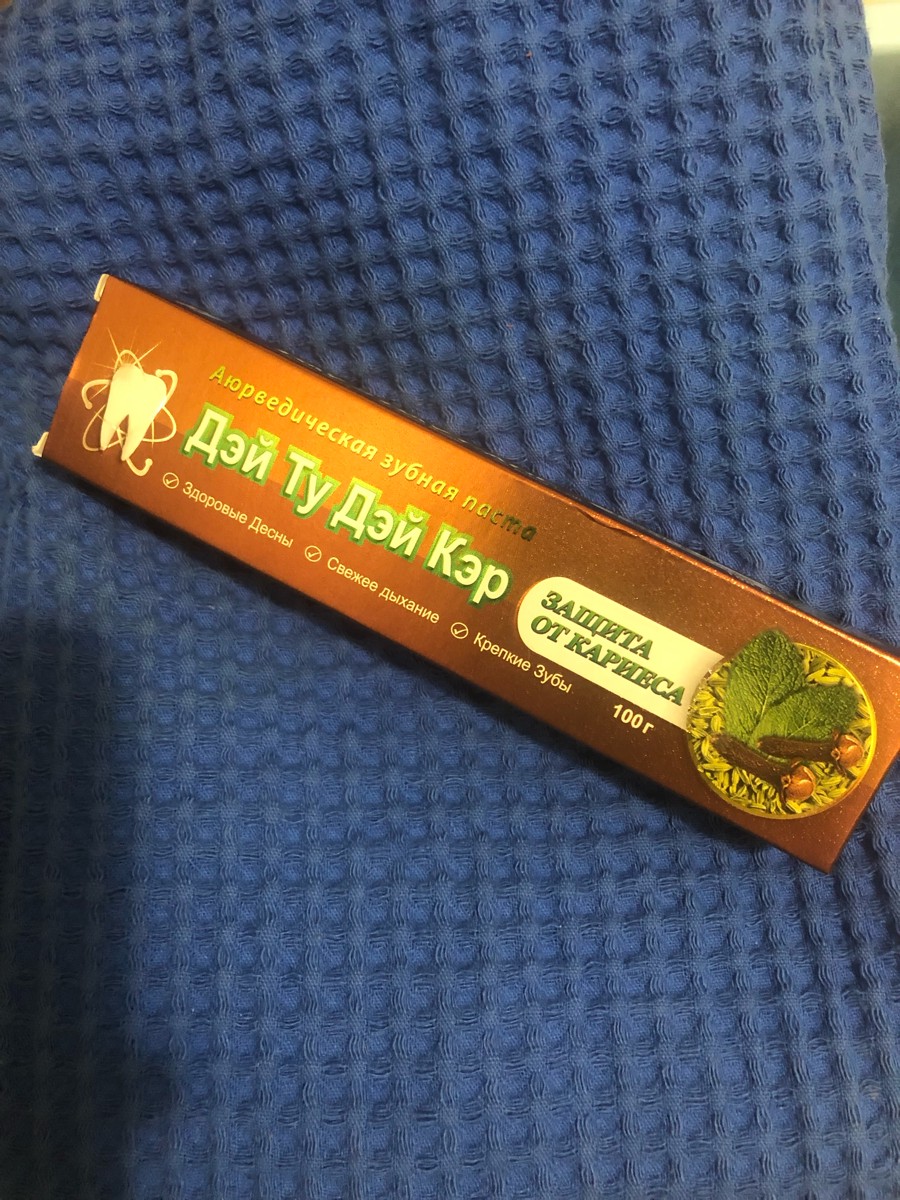 Аюрведическая зубная паста
Дэй Ту Дэй Кэр
Здоровые Десны Свежее дыхание Крепкие Зубы
ЗАЩИТА
ОТ КАРИЕСА
100 г